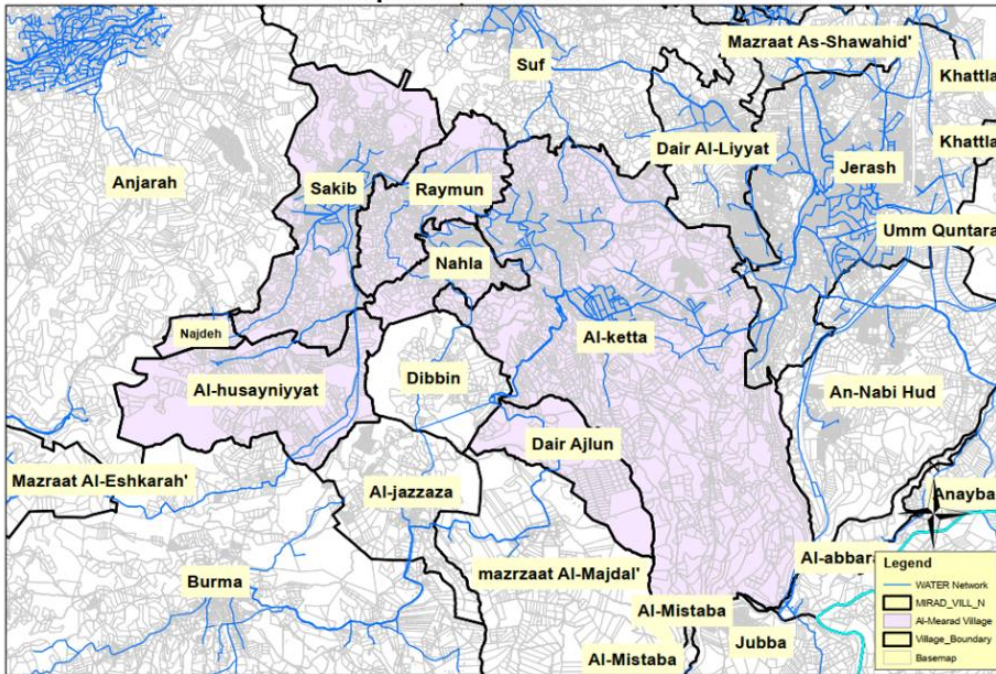 Mazraat As-Shawahid'
Suf
Khattla
Dair Al-Liyyat
Khattla
Jerash
Anjarah
Sakib
Raymun
Umm Quntara
Nahla
Najdeh
Al-ketta
Dibbin
Al-husayniyyat
An-Nabi Hud
Dair Ajlun
Mazraat Al-Eshkarah'
Al-jazzaza
Anayba
Al-abbara
mazrzaat Al-Majdal'
Burma
Al-Mistaba
Jubba
Al-Mistaba
Legend
WATER Network
MIRAD_VILL_N
Al-Mearad Village
Village_Boundary
Basemap